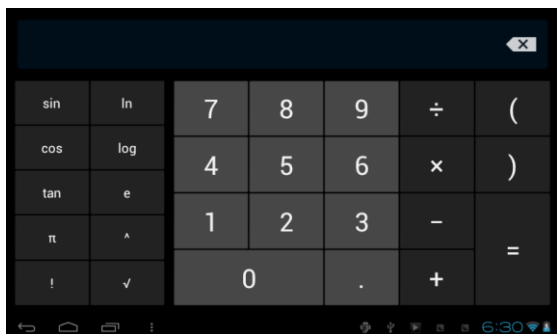 sin ln 7 8 9 ÷ (
cos log 4 5 6 × )
tan e
π ^ 1 2 3 − =
! √ 0 . +
6:30